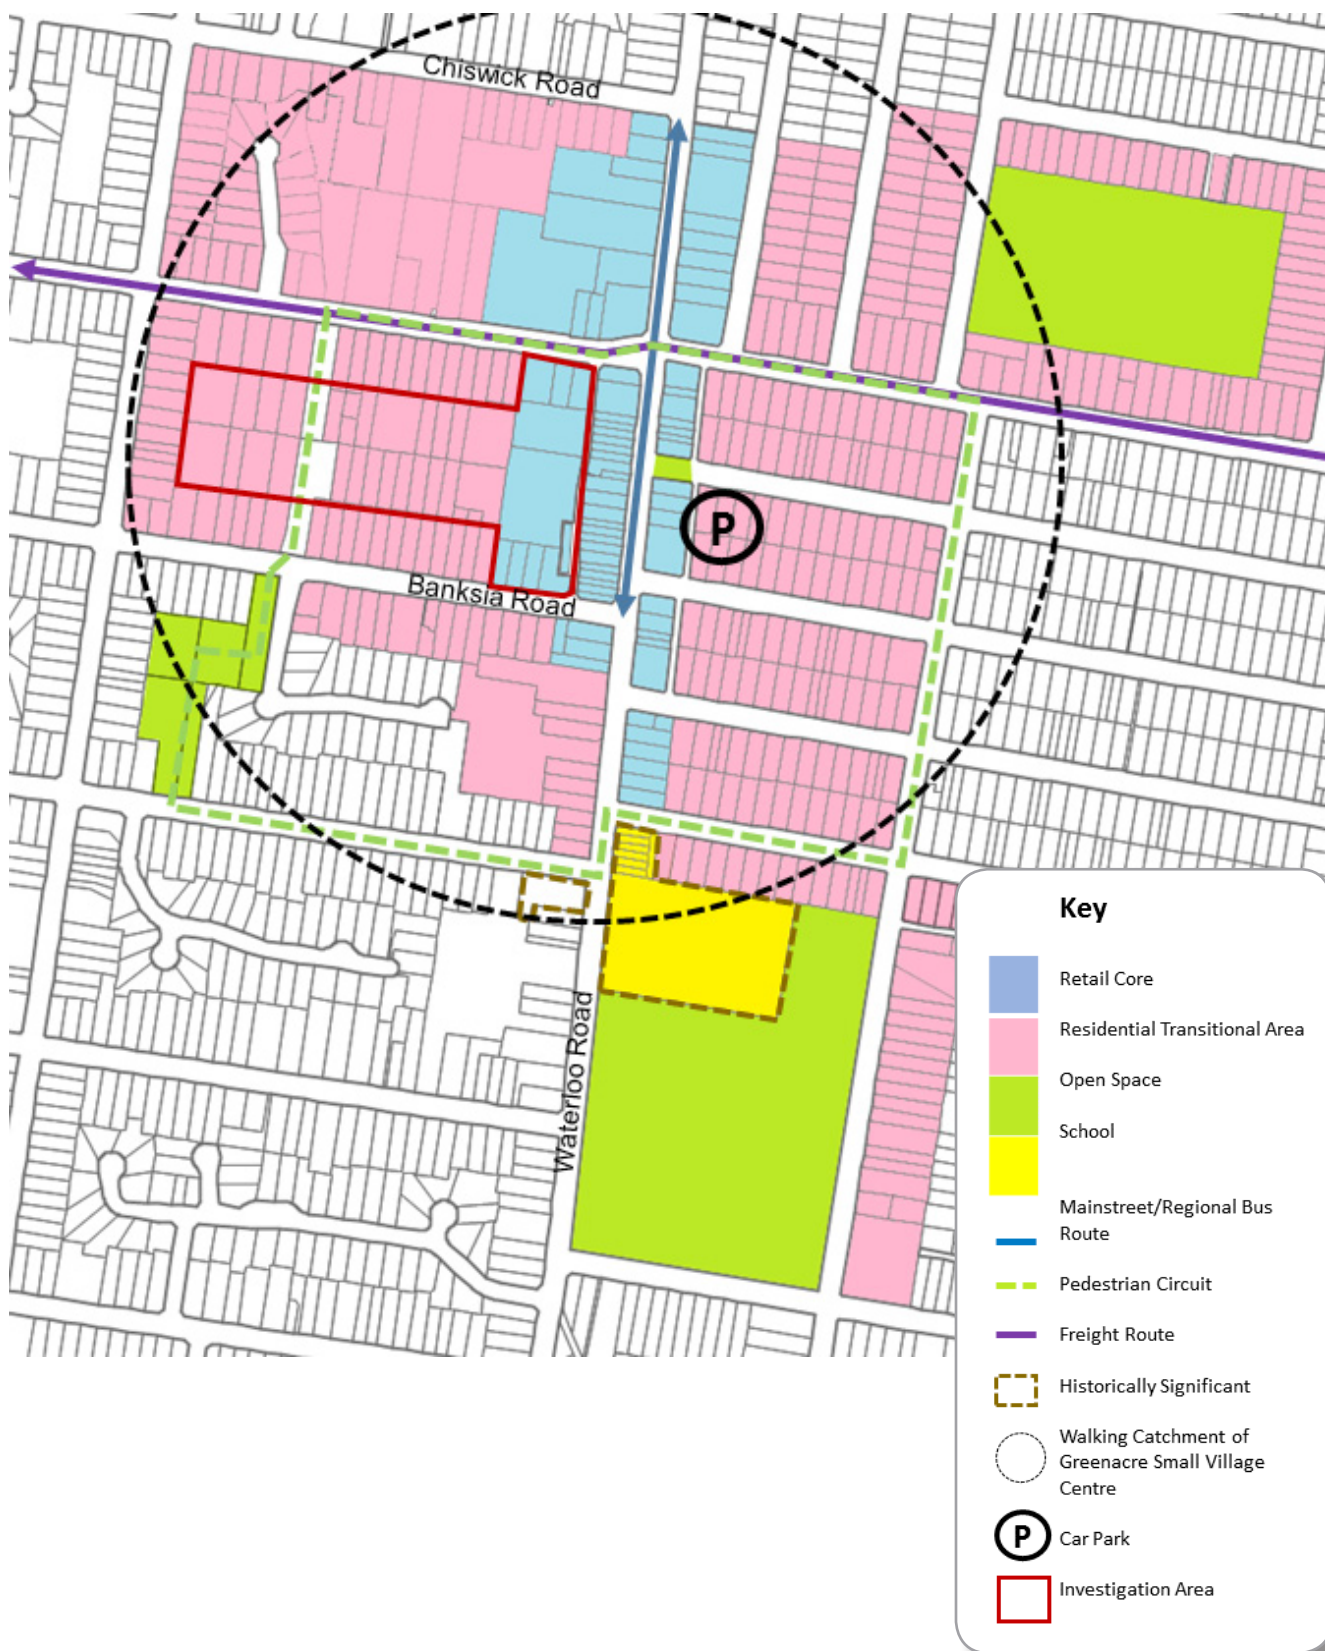 Chiswick Road
P
Banksia Road
Waterloo Road
Key
Retail Core
Residential Transitional Area
Open Space
School
Mainstreet/Regional Bus
Route
Pedestrian Circuit
Freight Route
Historically Significant
Walking Catchment of
Greenacre Small Village
Centre
P
Car Park
Investigation Area